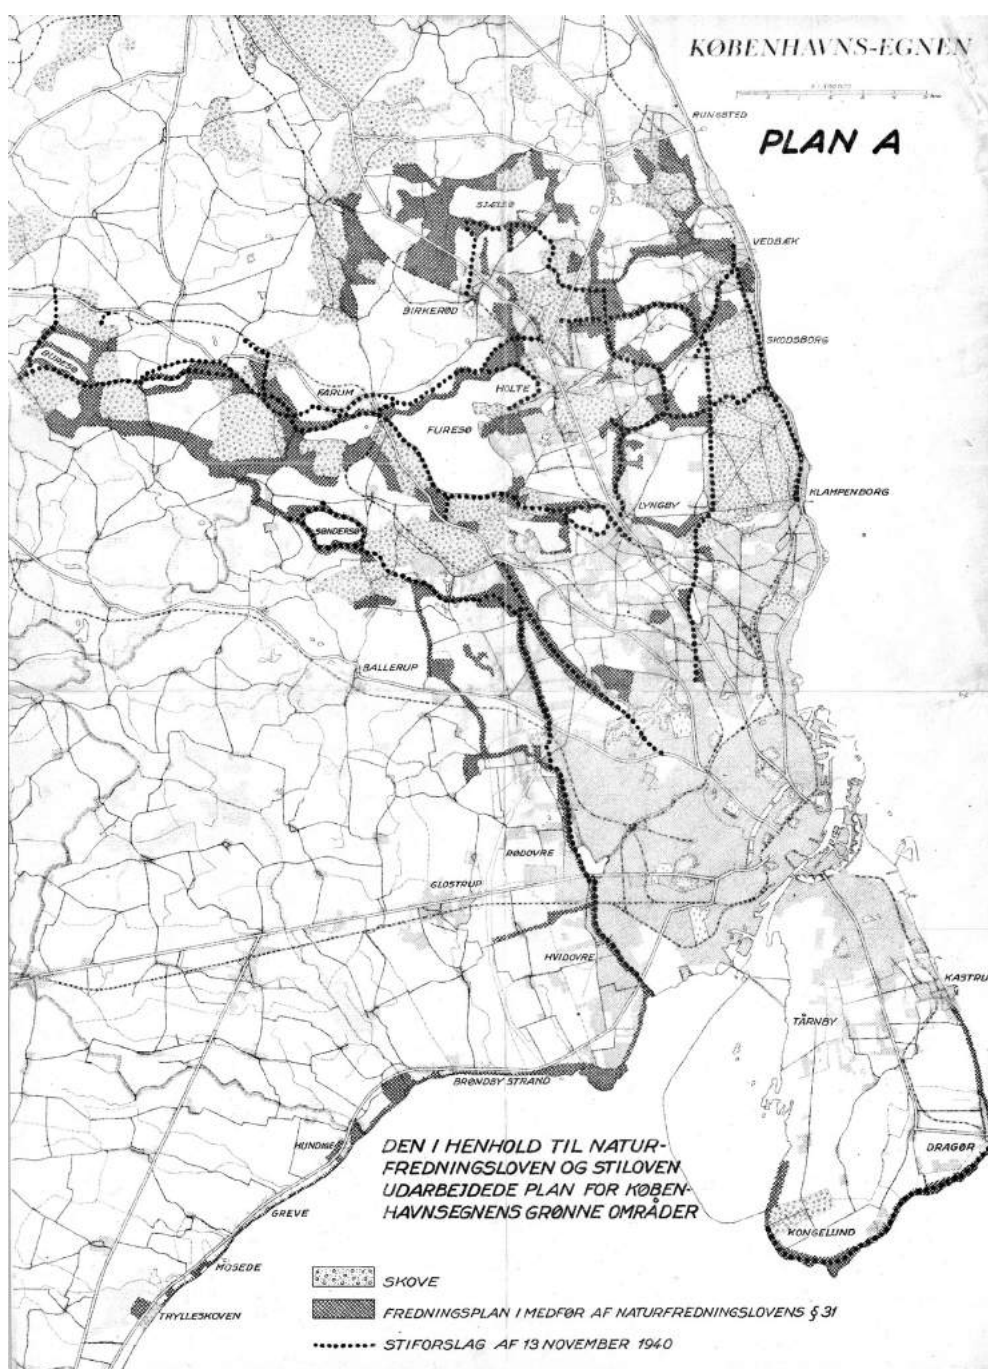 KØBENHAVNS-EGNEN
PLAN A
RUNGSTED
SJÆLSØ
VEDBÆK
BIRKERØD
SKODSBORG
BURESØ
FARUM
HOLTE
FURESØ
KLAMPENBORG
LYNGBY
SØNDERSØ
BALLERUP
RØDOVRE
GLOSTRUP
HVIDOVRE
KASTRU
TÅRNBY
BRØNDBY STRAND
DRAGØR
HUNDIGE
KONGELUND
GREVE
MOSEDE
TRYLLESKOVEN
DEN I HENHOLD TIL NATUR-
FREDNINGSLOVEN OG STILOVEN
UDARBEJDEDE PLAN FOR KØBEN-
HAVNSEGNENS GRØNNE OMRÅDER
SKOVE
FREDNINGSPLAN I MEDFØR AF NATURFREDNINGSLOVENS § 31
STIFORSLAG AF 13 NOVEMBER 1940